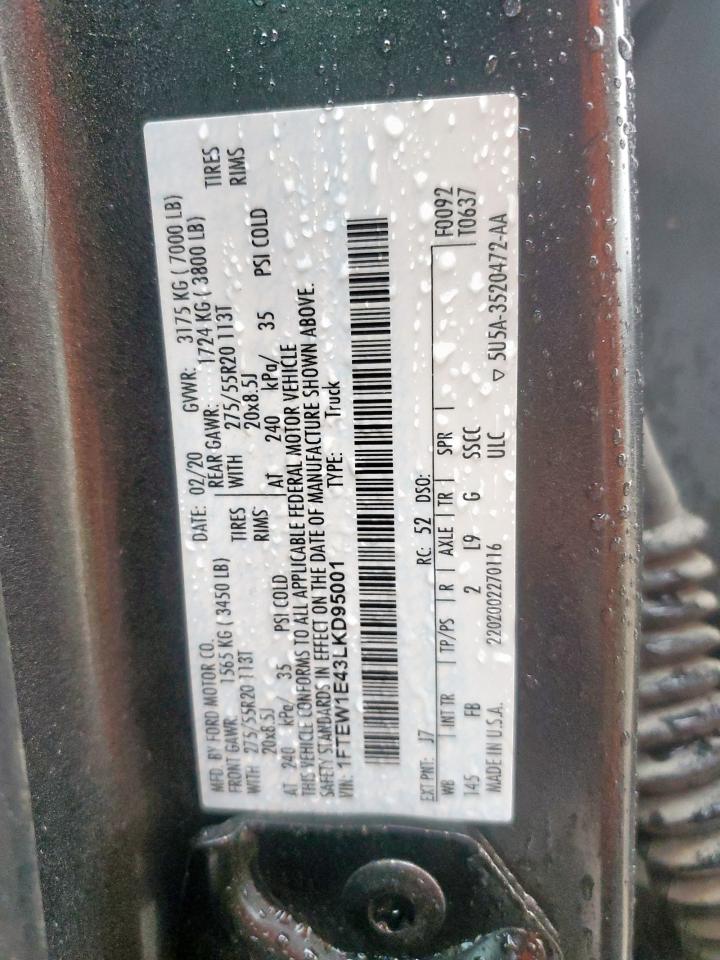 MFD. BY FORD MOTOR CO. DATE: 02/20 GVWR: 3175 KG ( 7000 LB)
FRONT GAWR: 1565 KG ( 3450 LB) REAR GAWR: 1724 KG ( 3800 LB)
WITH 275/55R20 113T TIRES WITH 275/55R20 113T TIRES
20x8.5J RIMS 20x8.5J RIMS
AT 240 kPa/ 35 PSI COLD AT 240 kPa/ 35 PSI COLD
THIS VEHICLE CONFORMS TO ALL APPLICABLE FEDERAL MOTOR VEHICLE
SAFETY STANDARDS IN EFFECT ON THE DATE OF MANUFACTURE SHOWN ABOVE.
VIN: 1FTEW1E43LKD95001 TYPE: Truck
EXT PNT: J7 RC: 52 DSO:
WB INT TR TP/PS R AXLE TR SPR F0092
145 FB 2 L9 G SSCC T0637
MADE IN U.S.A. 2202002270116 ULC ▽ 5U5A-3520472-AA